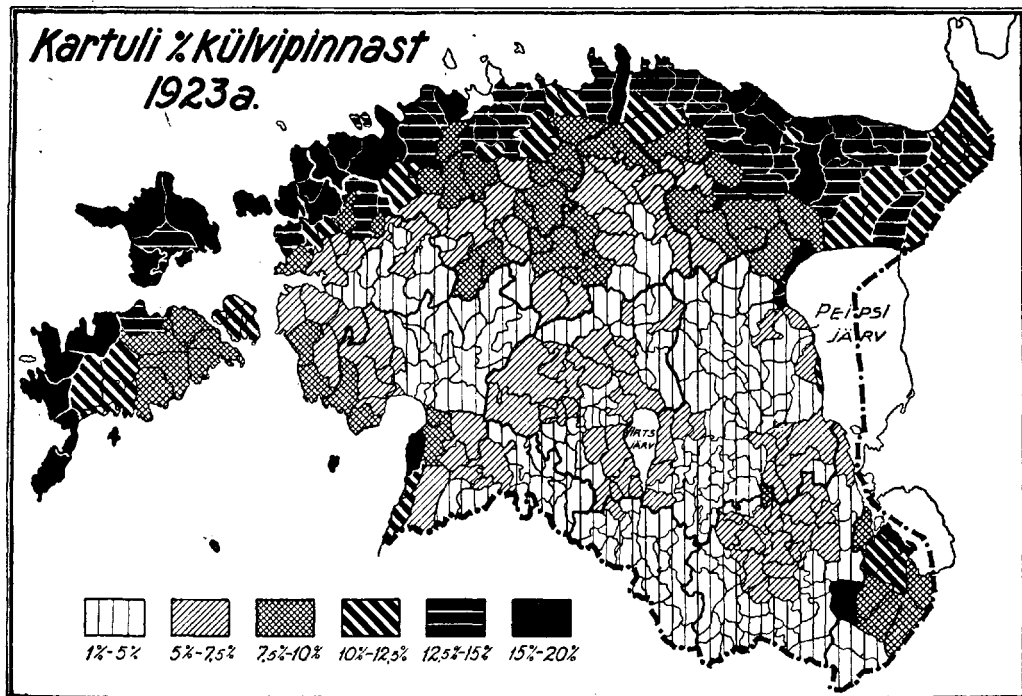 Kartuli % külvipinnast
1923a.
PEIPSI
JÄRV
JÄRV
1%-5%
5%-7,5%
7,5%-10%
10%-12,5%
12,5%-15%
15%-20%